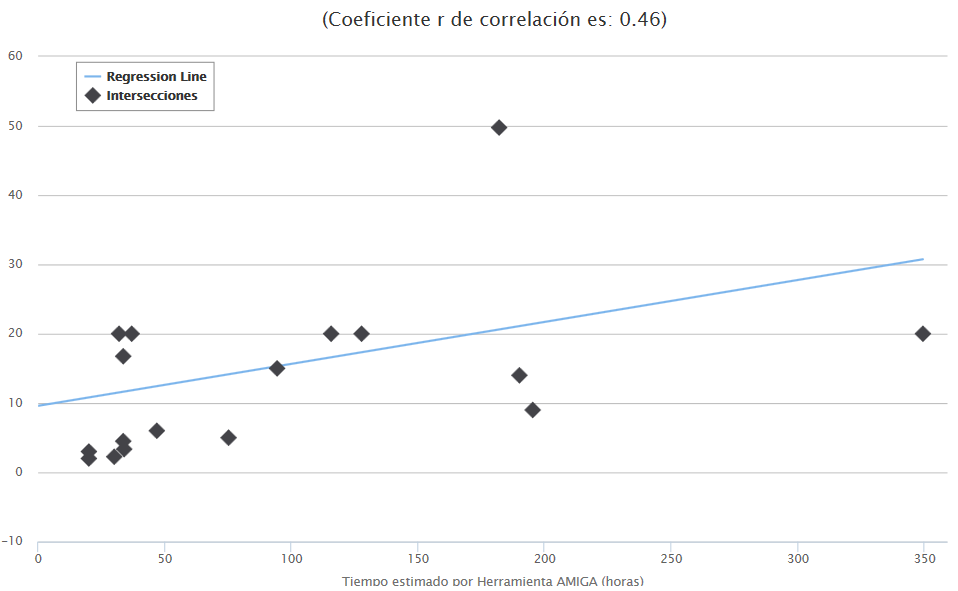 (Coeficiente r de correlación es: 0.46)
60
Regression Line
Intersecciones
50
40
30
20
10
0
-10
0 50 100 150 200 250 300 350
Tiempo estimado por Herramienta AMIGA (horas)